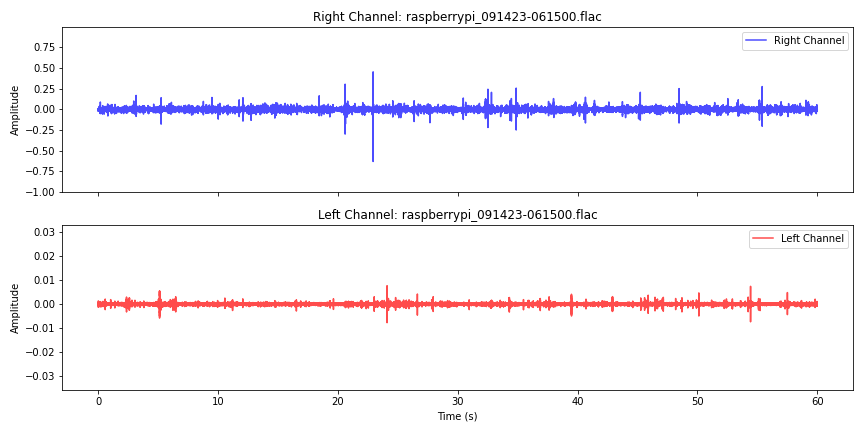 Right Channel: raspberrypi_091423-061500.flac
Right Channel
Amplitude
0.75
0.50
0.25
0.00
−0.25
−0.50
−0.75
−1.00
Left Channel: raspberrypi_091423-061500.flac
Left Channel
Amplitude
0.03
0.02
0.01
0.00
−0.01
−0.02
−0.03
0 10 20 30 40 50 60
Time (s)